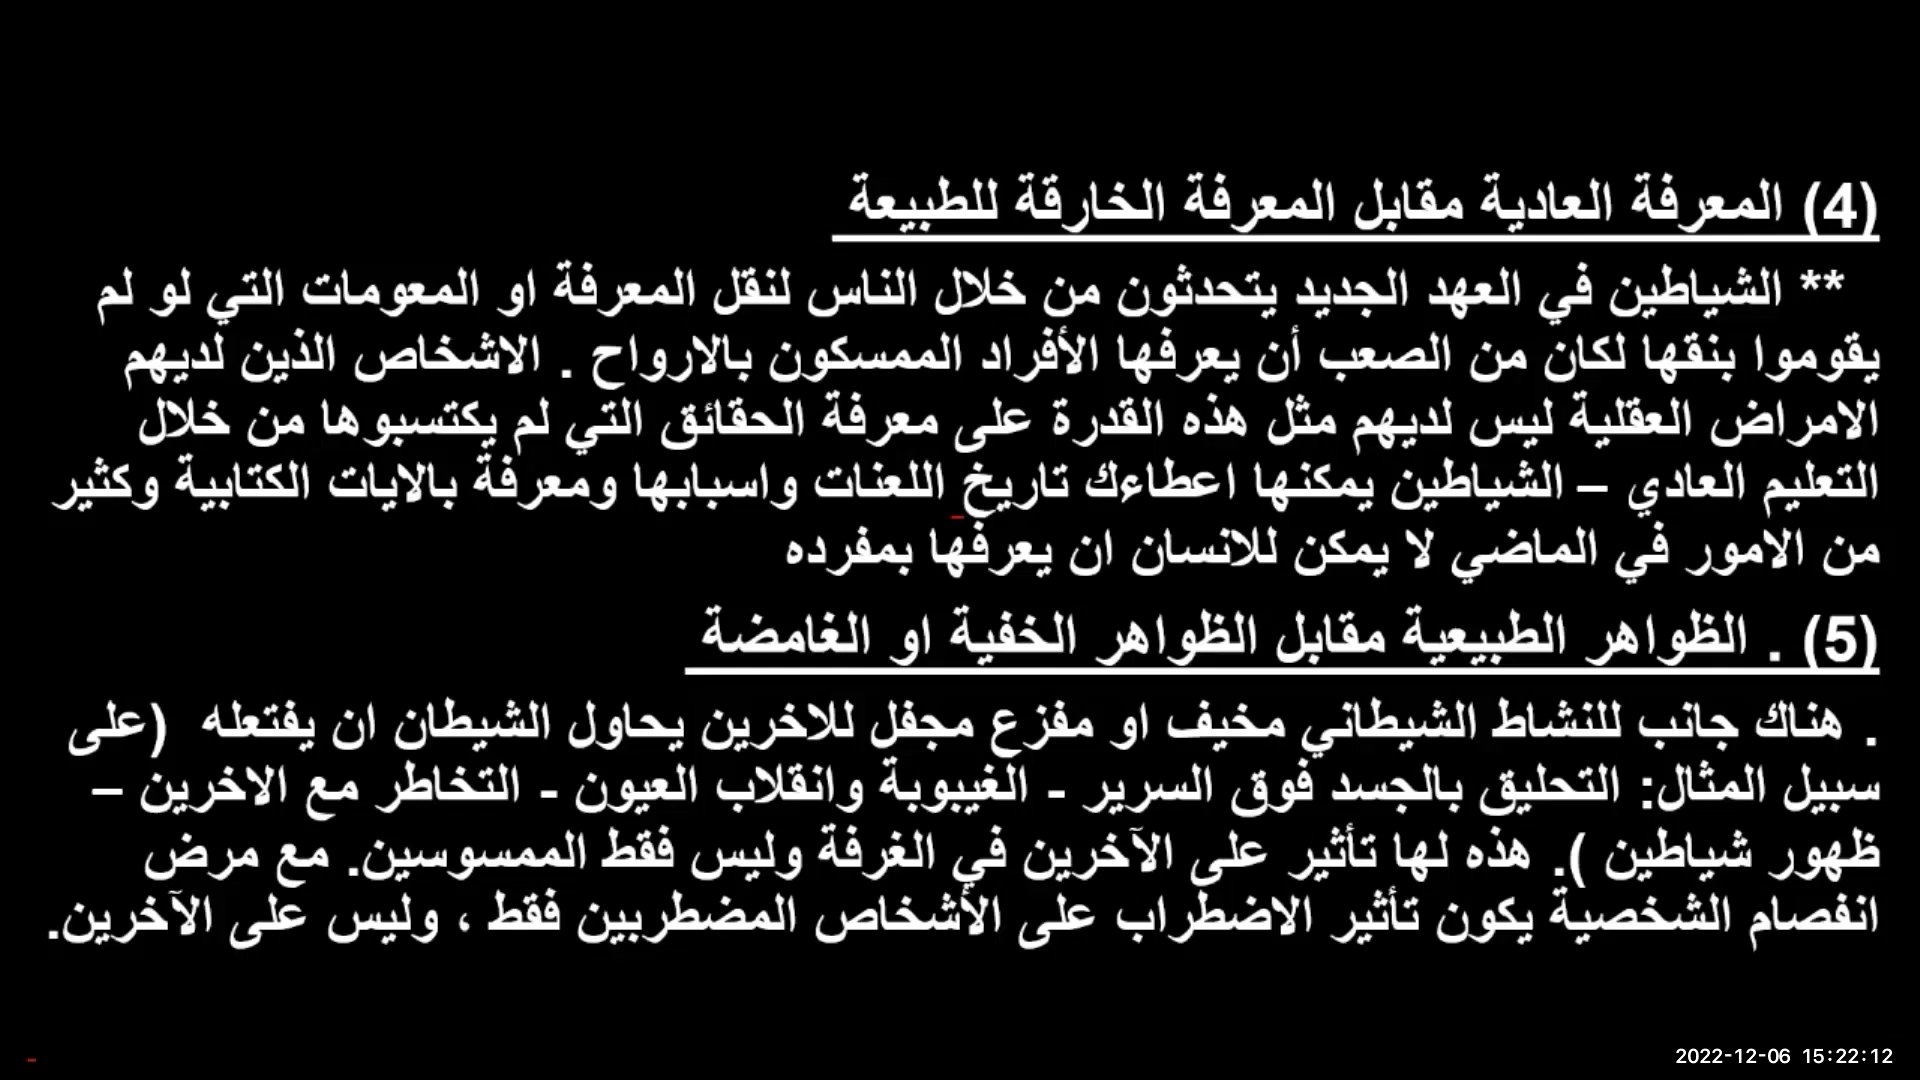 (4) المعرفة العادية مقابل المعرفة الخارقة للطبيعة
** الشياطين في العهد الجديد يتحدثون من خلال الناس لنقل المعرفة او المعومات التي لو لم
يقوموا بنقها لكان من الصعب أن يعرفها الأفراد الممسكون بالارواح . الاشخاص الذين لديهم
الامراض العقلية ليس لديهم مثل هذه القدرة على معرفة الحقائق التي لم يكتسبوها من خلال
التعليم العادي – الشياطين يمكنها اعطاءك تاريخ اللعنات واسبابها ومعرفة بالايات الكتابية وكثير
من الامور في الماضي لا يمكن للانسان ان يعرفها بمفرده
(5) . الظواهر الطبيعية مقابل الظواهر الخفية او الغامضة
. هناك جانب للنشاط الشيطاني مخيف او مفزع مجفل للاخرين يحاول الشيطان ان يفتعله (على
سبيل المثال: التحليق بالجسد فوق السرير - الغيبوبة وانقلاب العيون - التخاطر مع الاخرين –
ظهور شياطين ). هذه لها تأثير على الآخرين في الغرفة وليس فقط الممسوسين. مع مرض
انفصام الشخصية يكون تأثير الاضطراب على الأشخاص المضطربين فقط ، وليس على الآخرين.
2022-12-06 15:22:12